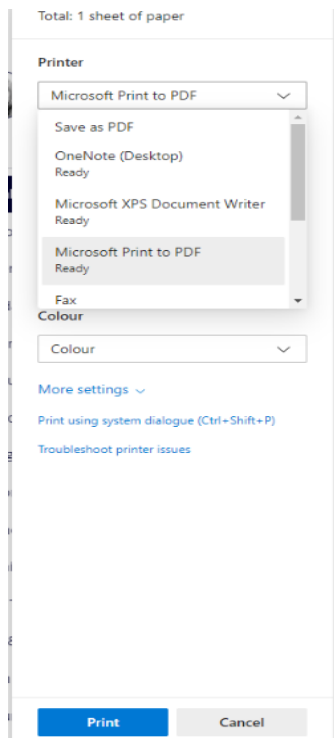 Total: 1 sheet of paper
Printer
Microsoft Print to PDF
Save as PDF
OneNote (Desktop)
Ready
Microsoft XPS Document Writer
Ready
Microsoft Print to PDF
Ready
Fax
Colour
Colour
More settings
Print using system dialogue (Ctrl+Shift+P)
Troubleshoot printer issues
Print Cancel